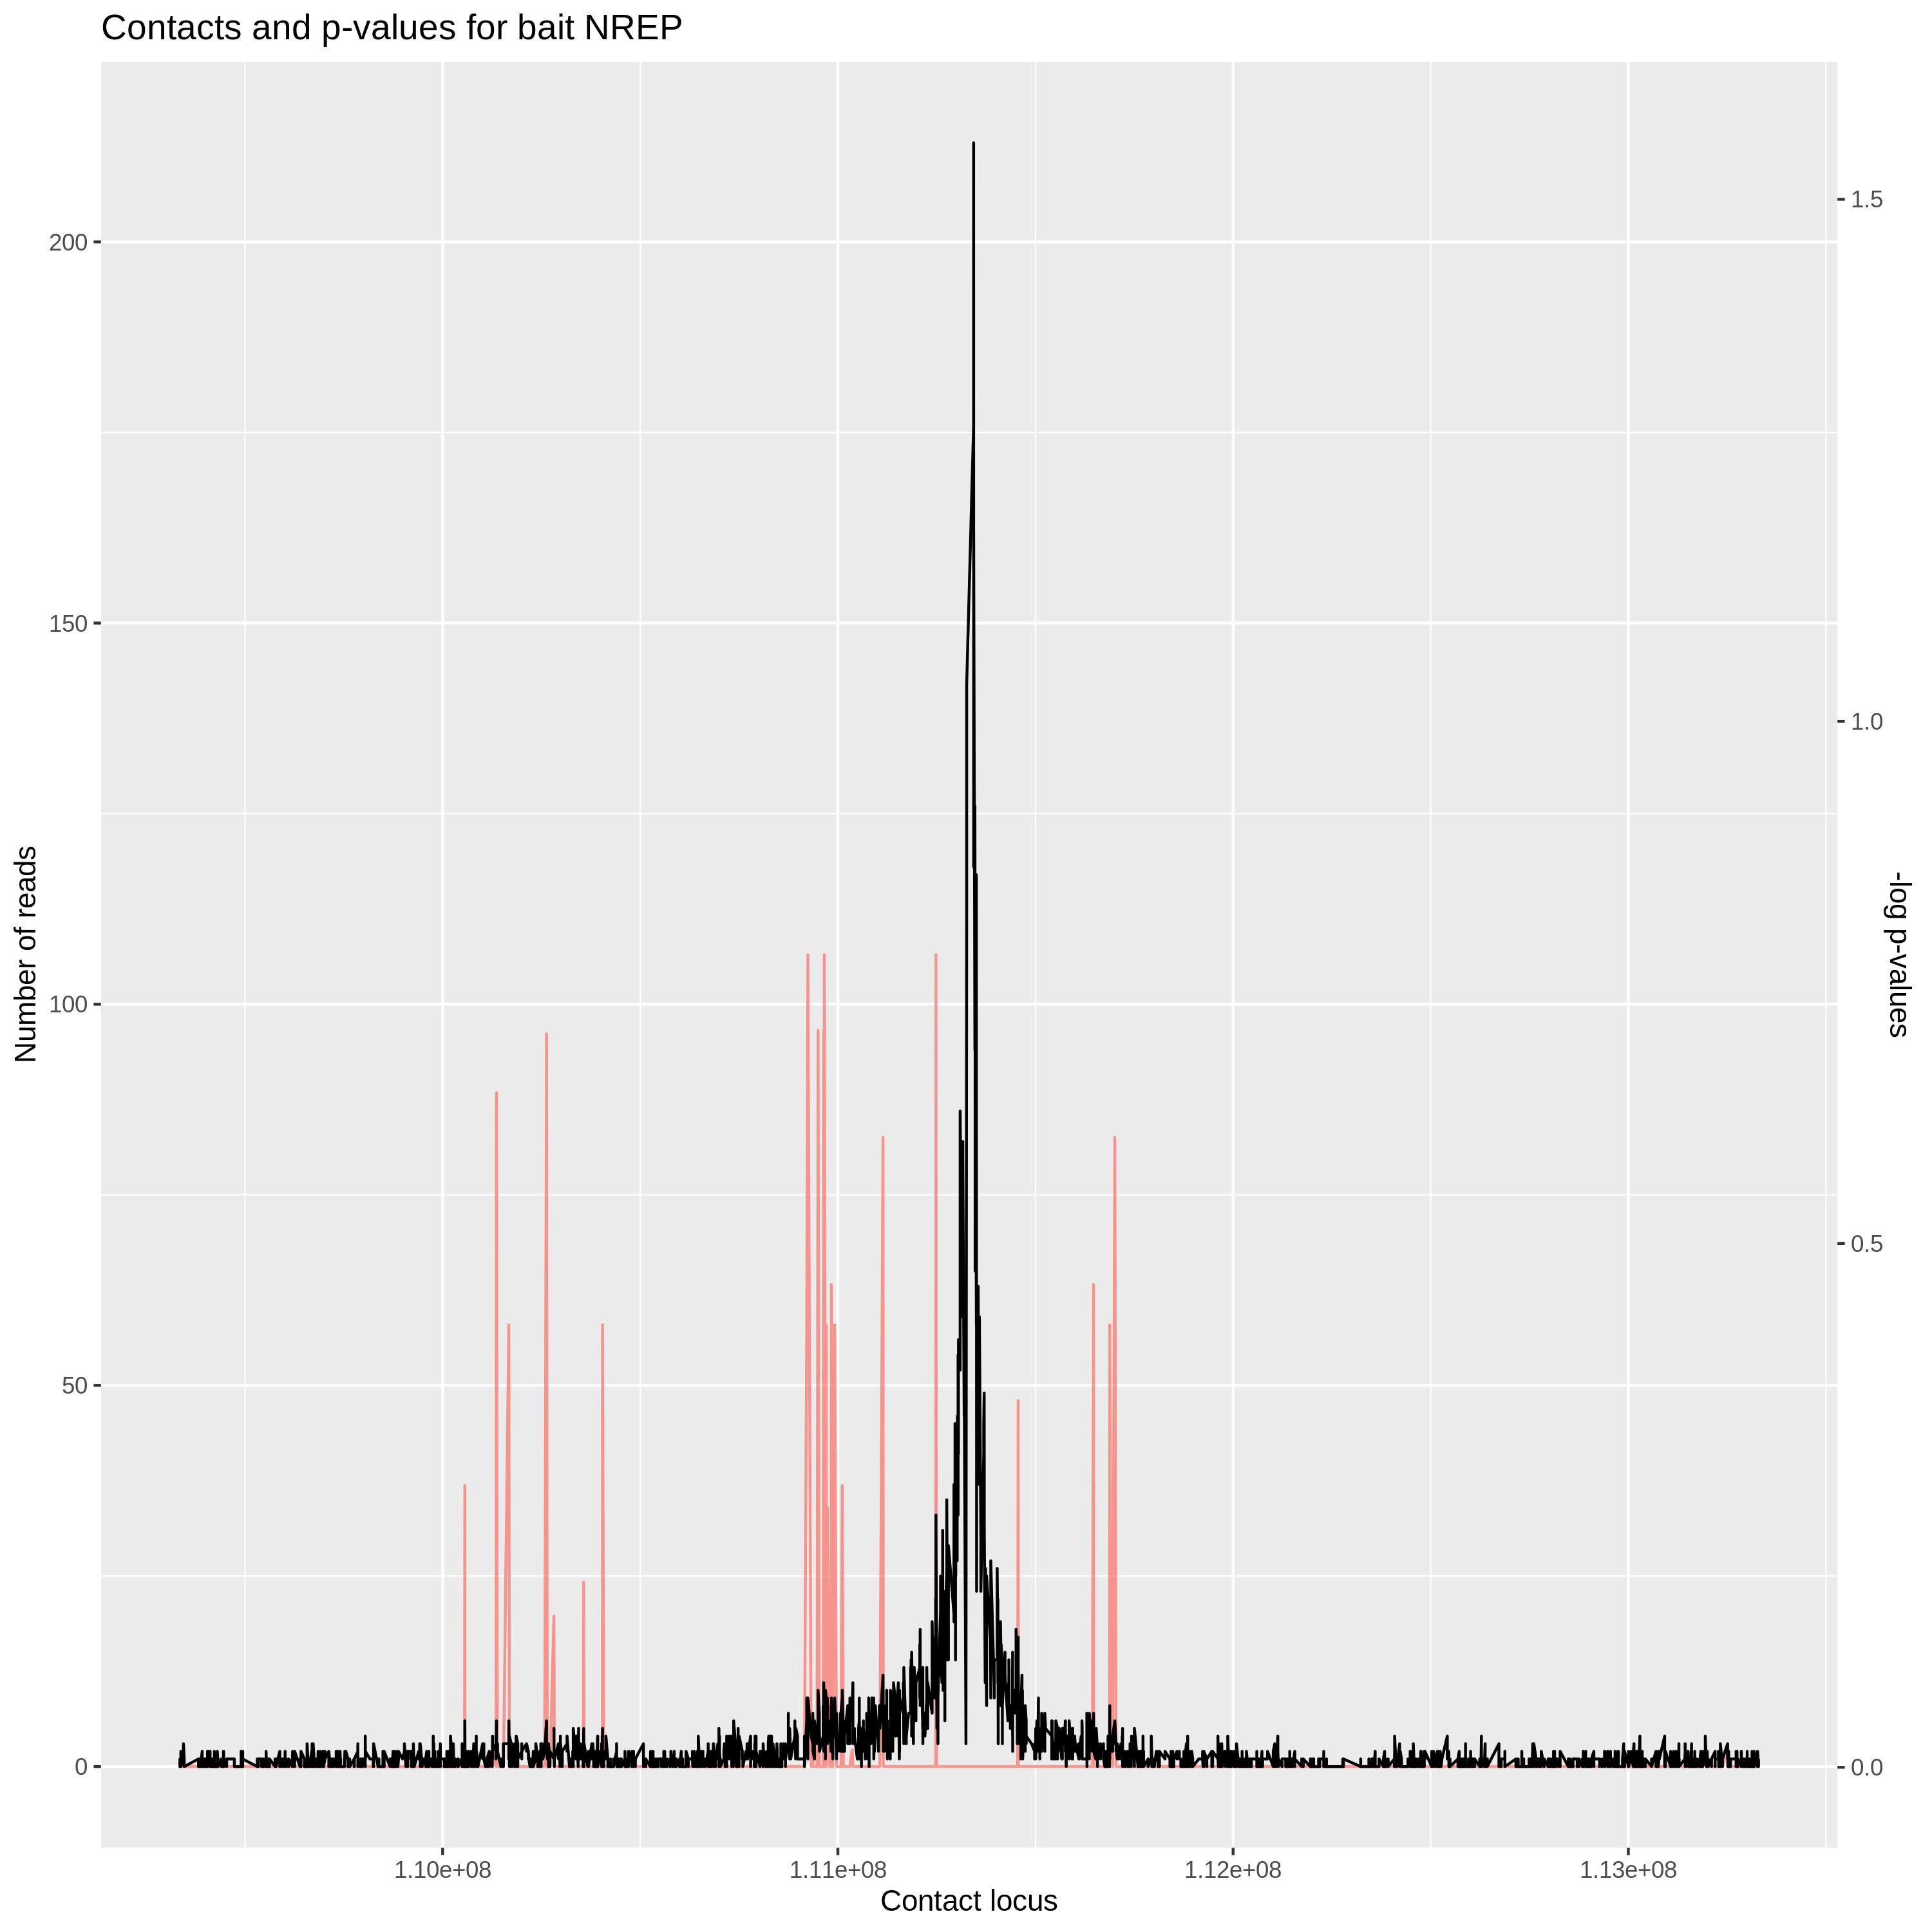 Contacts and p-values for bait NREP
Number of reads
200
150
100
50
0
1.5
1.0
0.5
0.0
-log p-values
1.10e+08
1.11e+08
1.12e+08
1.13e+08
Contact locus